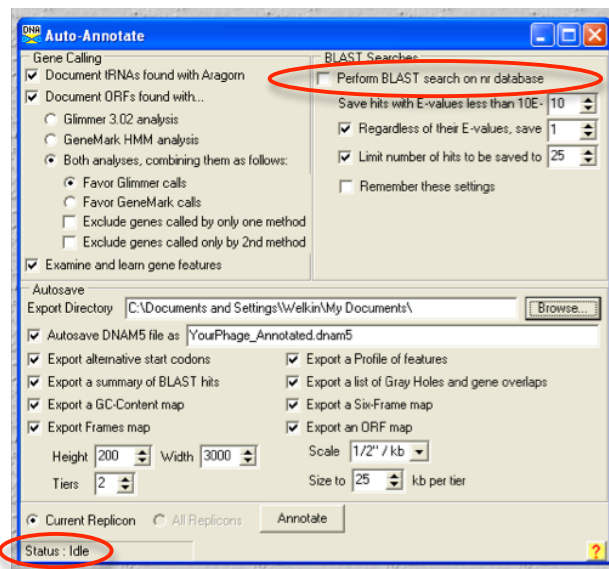 DNA
Auto-Annotate
Gene Calling
Document tRNAs found with Aragorn
Document ORFs found with...
Glimmer 3.02 analysis
GeneMark HMM analysis
Both analyses, combining them as follows:
Favor Glimmer calls
Favor GeneMark calls
Exclude genes called by only one method
Exclude genes called only by 2nd method
Examine and learn gene features
BLAST Searches
Perform BLAST search on nr database
Save hits with E-values less than 10E- 10
Regardless of their E-values, save 1
Limit number of hits to be saved to 25
Remember these settings
Autosave
Export Directory C:\Documents and Settings\Welkin\My Documents\ Browse...
Autosave DNAM5 file as YourPhage_Annotated.dnam5
Export alternative start codons
Export a summary of BLAST hits
Export a GC-Content map
Export Frames map
Height 200 Width 3000
Tiers 2
Export a Profile of features
Export a list of Gray Holes and gene overlaps
Export a Six-Frame map
Export an ORF map
Scale 1/2" / kb
Size to 25 kb per tier
Current Replicon All Replicons Annotate
Status : Idle ?